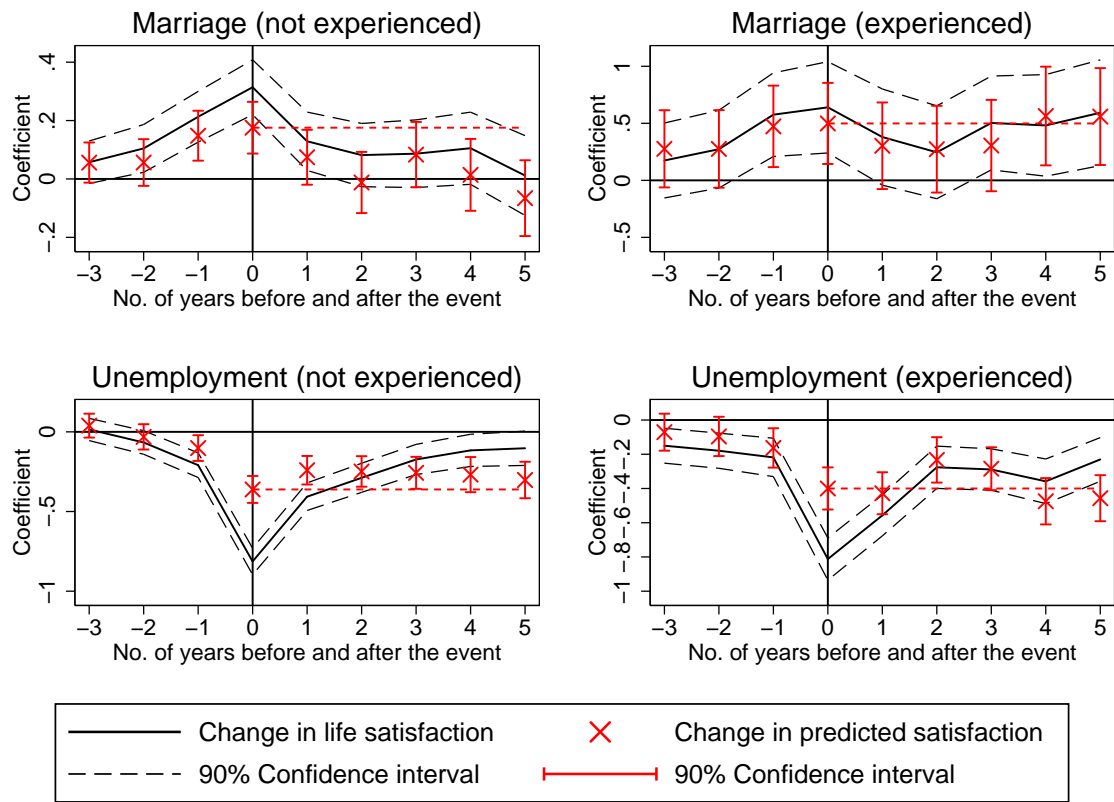 Marriage (not experienced)
Coefficient
.4
.2
0
−.2
−3 −2 −1 0 1 2 3 4 5
No. of years before and after the event
Marriage (experienced)
Coefficient
1
.5
0
−.5
−3 −2 −1 0 1 2 3 4 5
No. of years before and after the event
Unemployment (not experienced)
Coefficient
0
−.5
−1
−3 −2 −1 0 1 2 3 4 5
No. of years before and after the event
Unemployment (experienced)
Coefficient
0
−.2
−.4
−.6
−.8
−1
−3 −2 −1 0 1 2 3 4 5
No. of years before and after the event
Change in life satisfaction
Change in predicted satisfaction
90% Confidence interval
90% Confidence interval